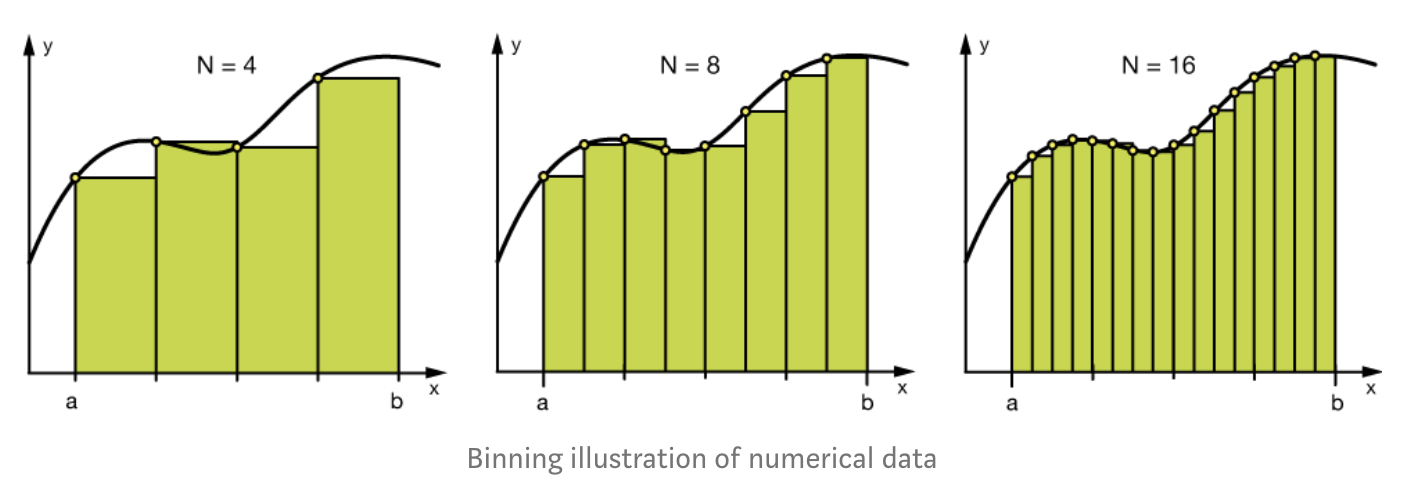 y
N = 4
a
b
x
y
N = 8
a
b
x
y
N = 16
a
b
x
Binning illustration of numerical data